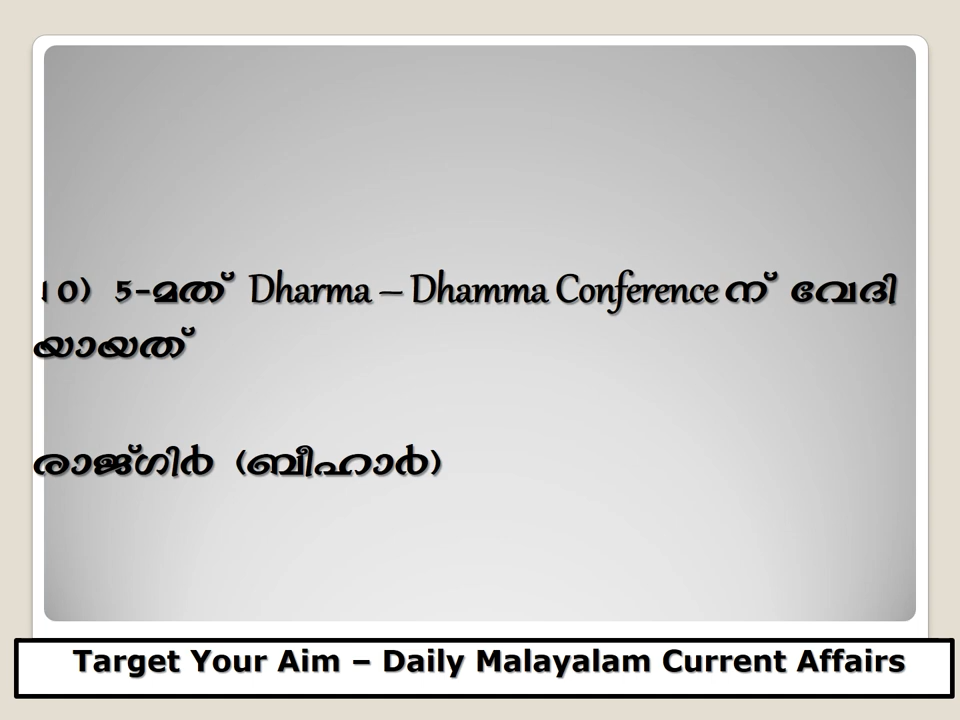 10) 5-മത് Dharma – Dhamma Conference ന് വേദി
യായത്
രാജ്ഗിർ (ബീഹാർ)
Target Your Aim – Daily Malayalam Current Affairs